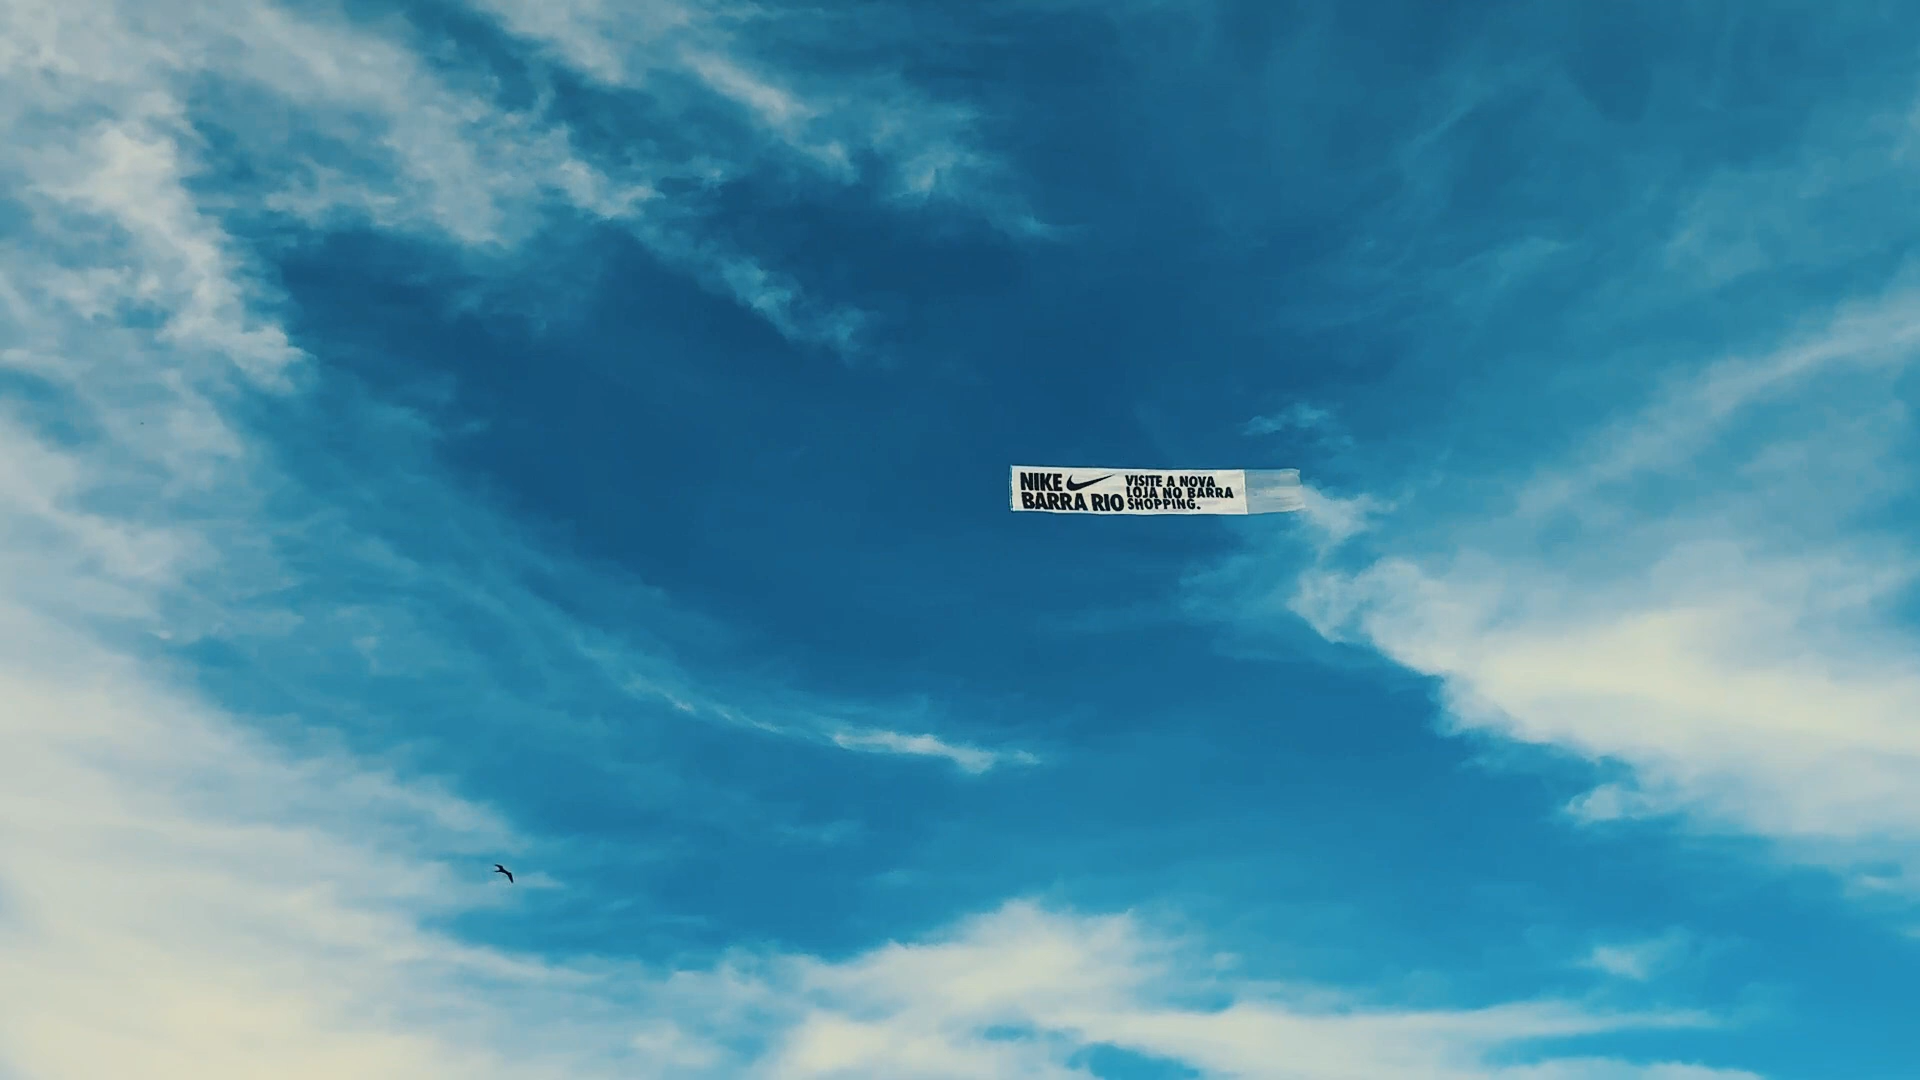 NIKE
BARRA RIO
VISITE A NOVA
LOJA NO BARRA
SHOPPING.